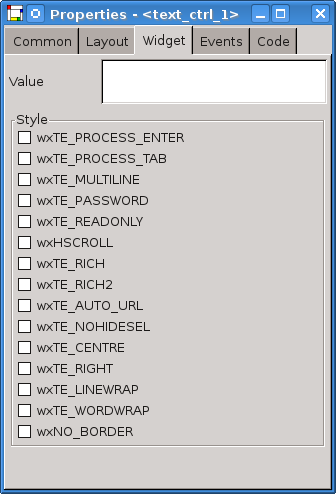 Properties - <text_ctrl_1>
Common Layout Widget Events Code
Value
Style
wxTE_PROCESS_ENTER
wxTE_PROCESS_TAB
wxTE_MULTILINE
wxTE_PASSWORD
wxTE_READONLY
wxHSCROLL
wxTE_RICH
wxTE_RICH2
wxTE_AUTO_URL
wxTE_NOHIDESEL
wxTE_CENTRE
wxTE_RIGHT
wxTE_LINEWRAP
wxTE_WORDWRAP
wxNO_BORDER